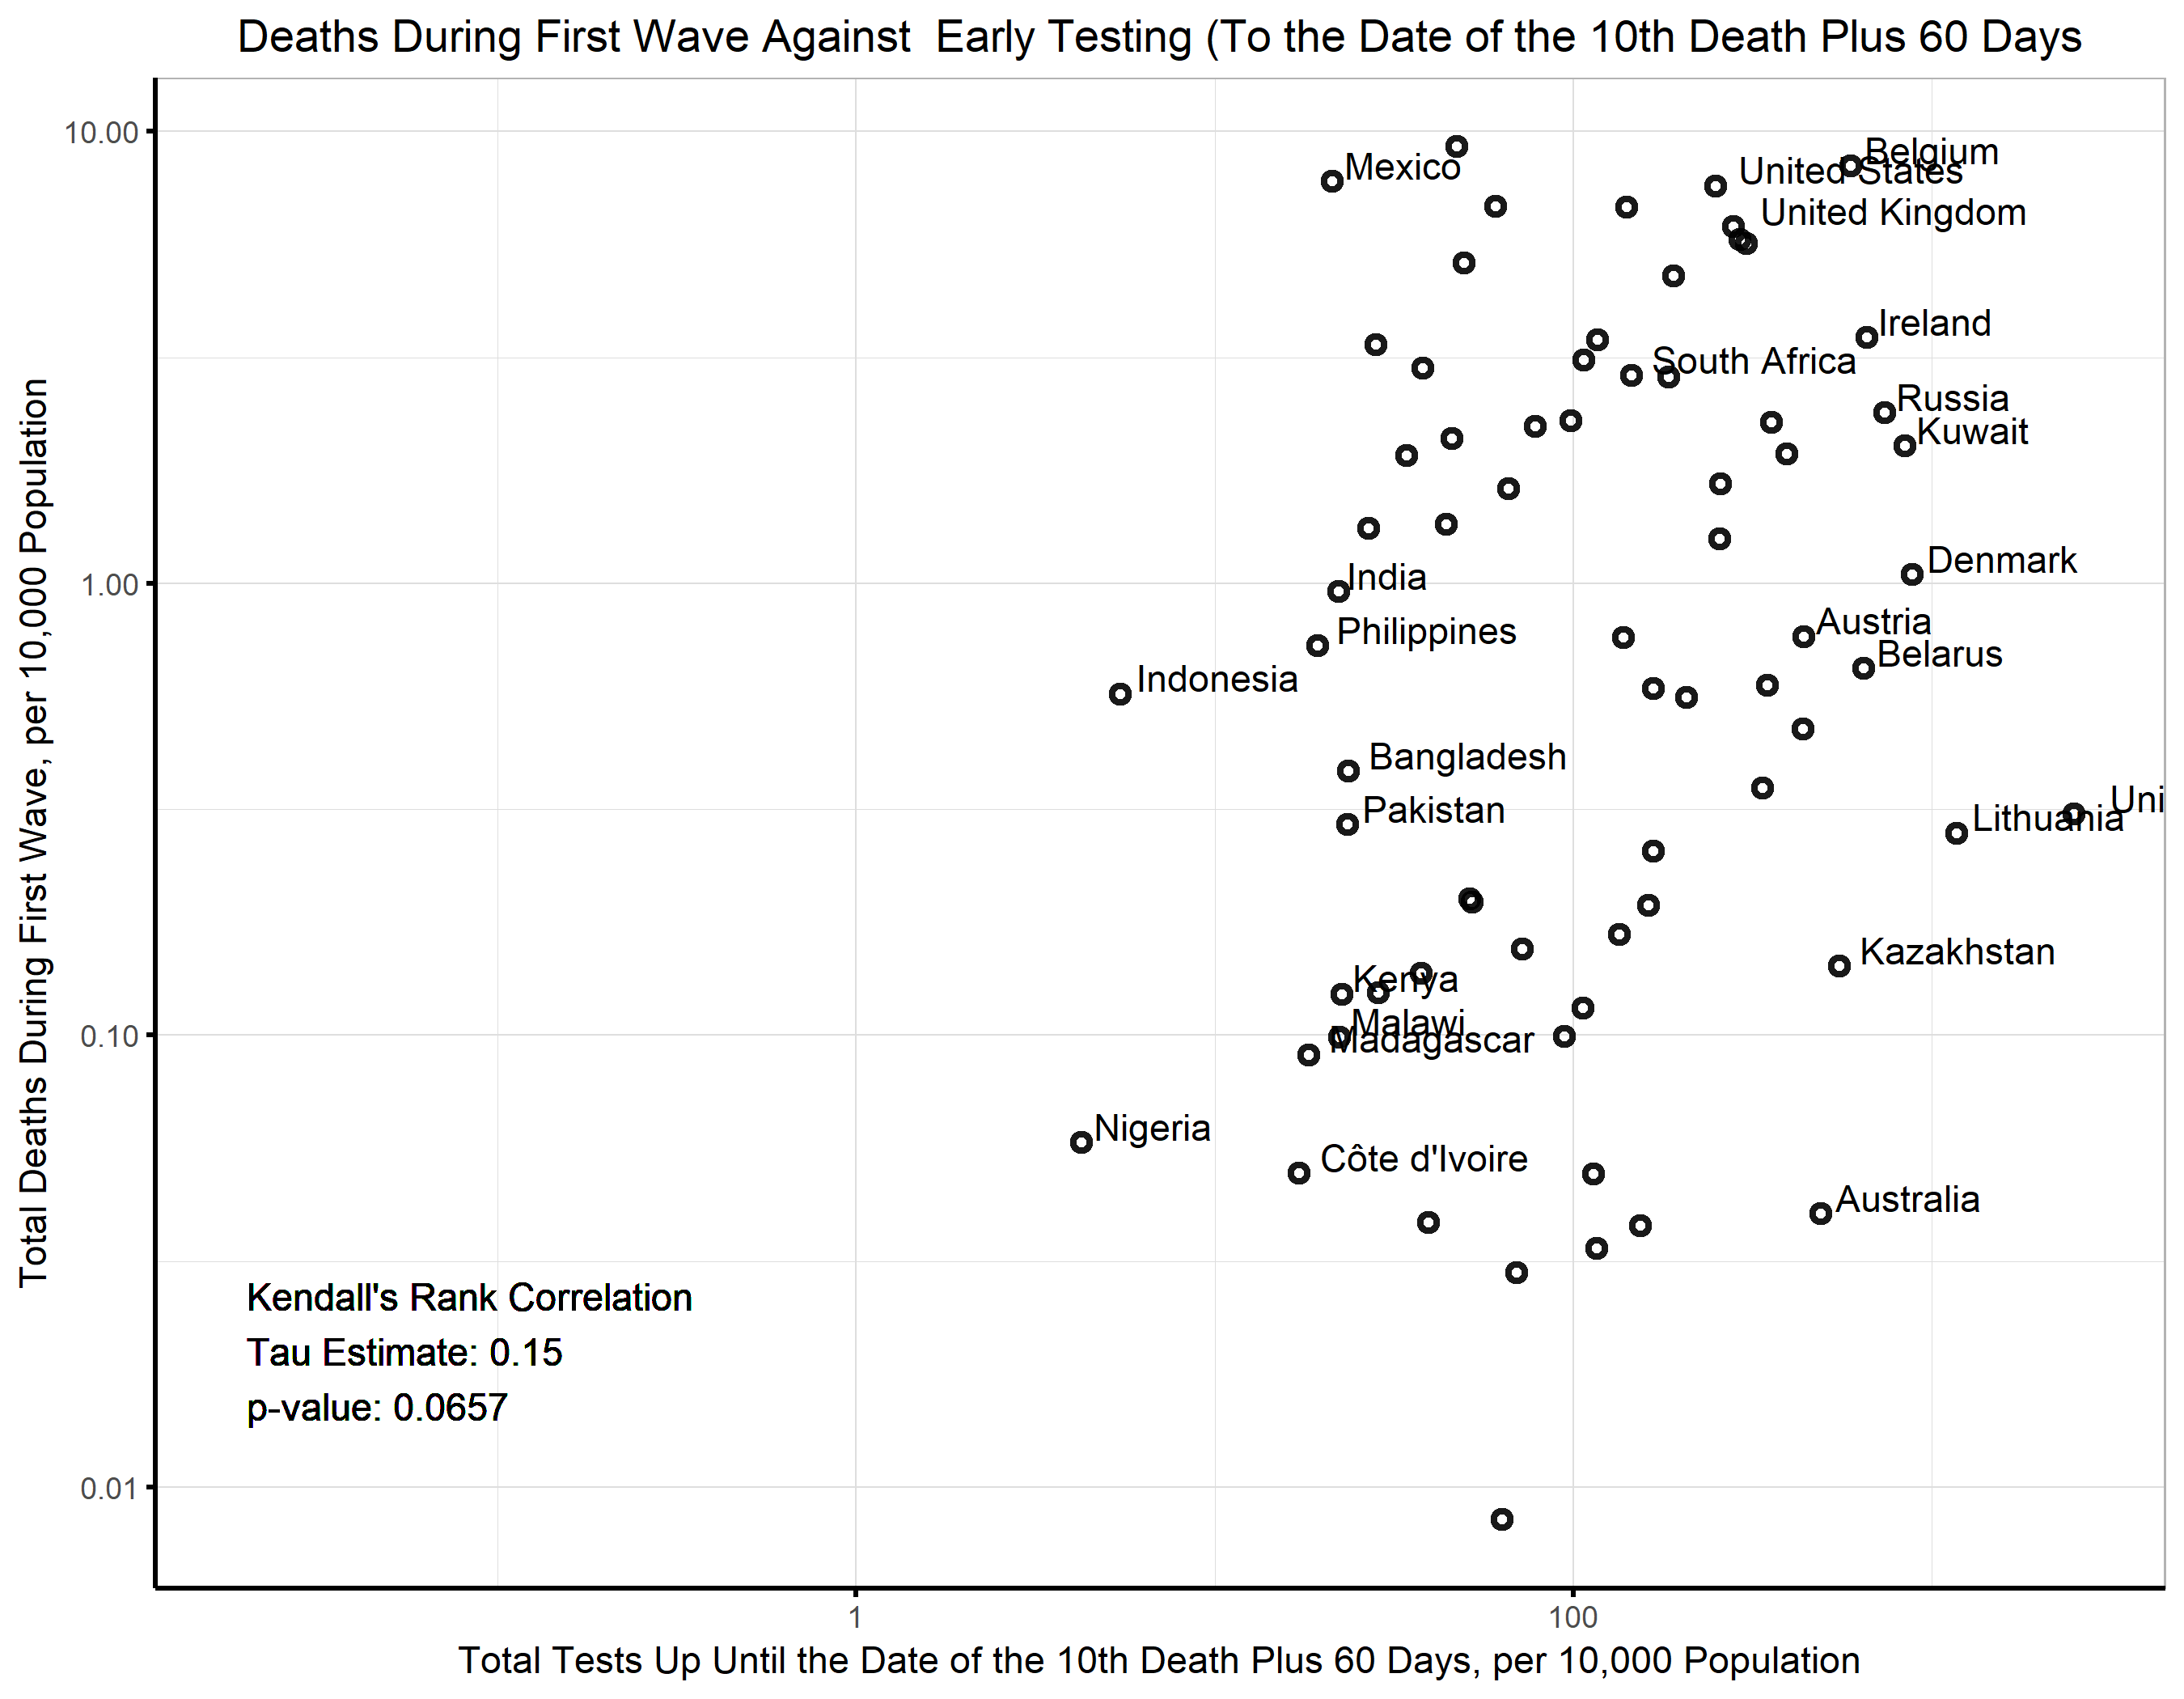 Deaths During First Wave Against  Early Testing (To the Date of the 10th Death Plus 60 Days
Total Deaths During First Wave, per 10,000 Population
10.00
1.00
0.10
0.01
Belgium
Mexico
United States
United Kingdom
Ireland
South Africa
Russia
Kuwait
Denmark
India
Austria
Philippines
Belarus
Indonesia
Bangladesh
Uni
Pakistan
Lithuania
Kazakhstan
Kenya
Malawi
Madagascar
Nigeria
Côte d'Ivoire
Australia
Kendall's Rank Correlation
Tau Estimate: 0.15
p-value: 0.0657
1
100
Total Tests Up Until the Date of the 10th Death Plus 60 Days, per 10,000 Population